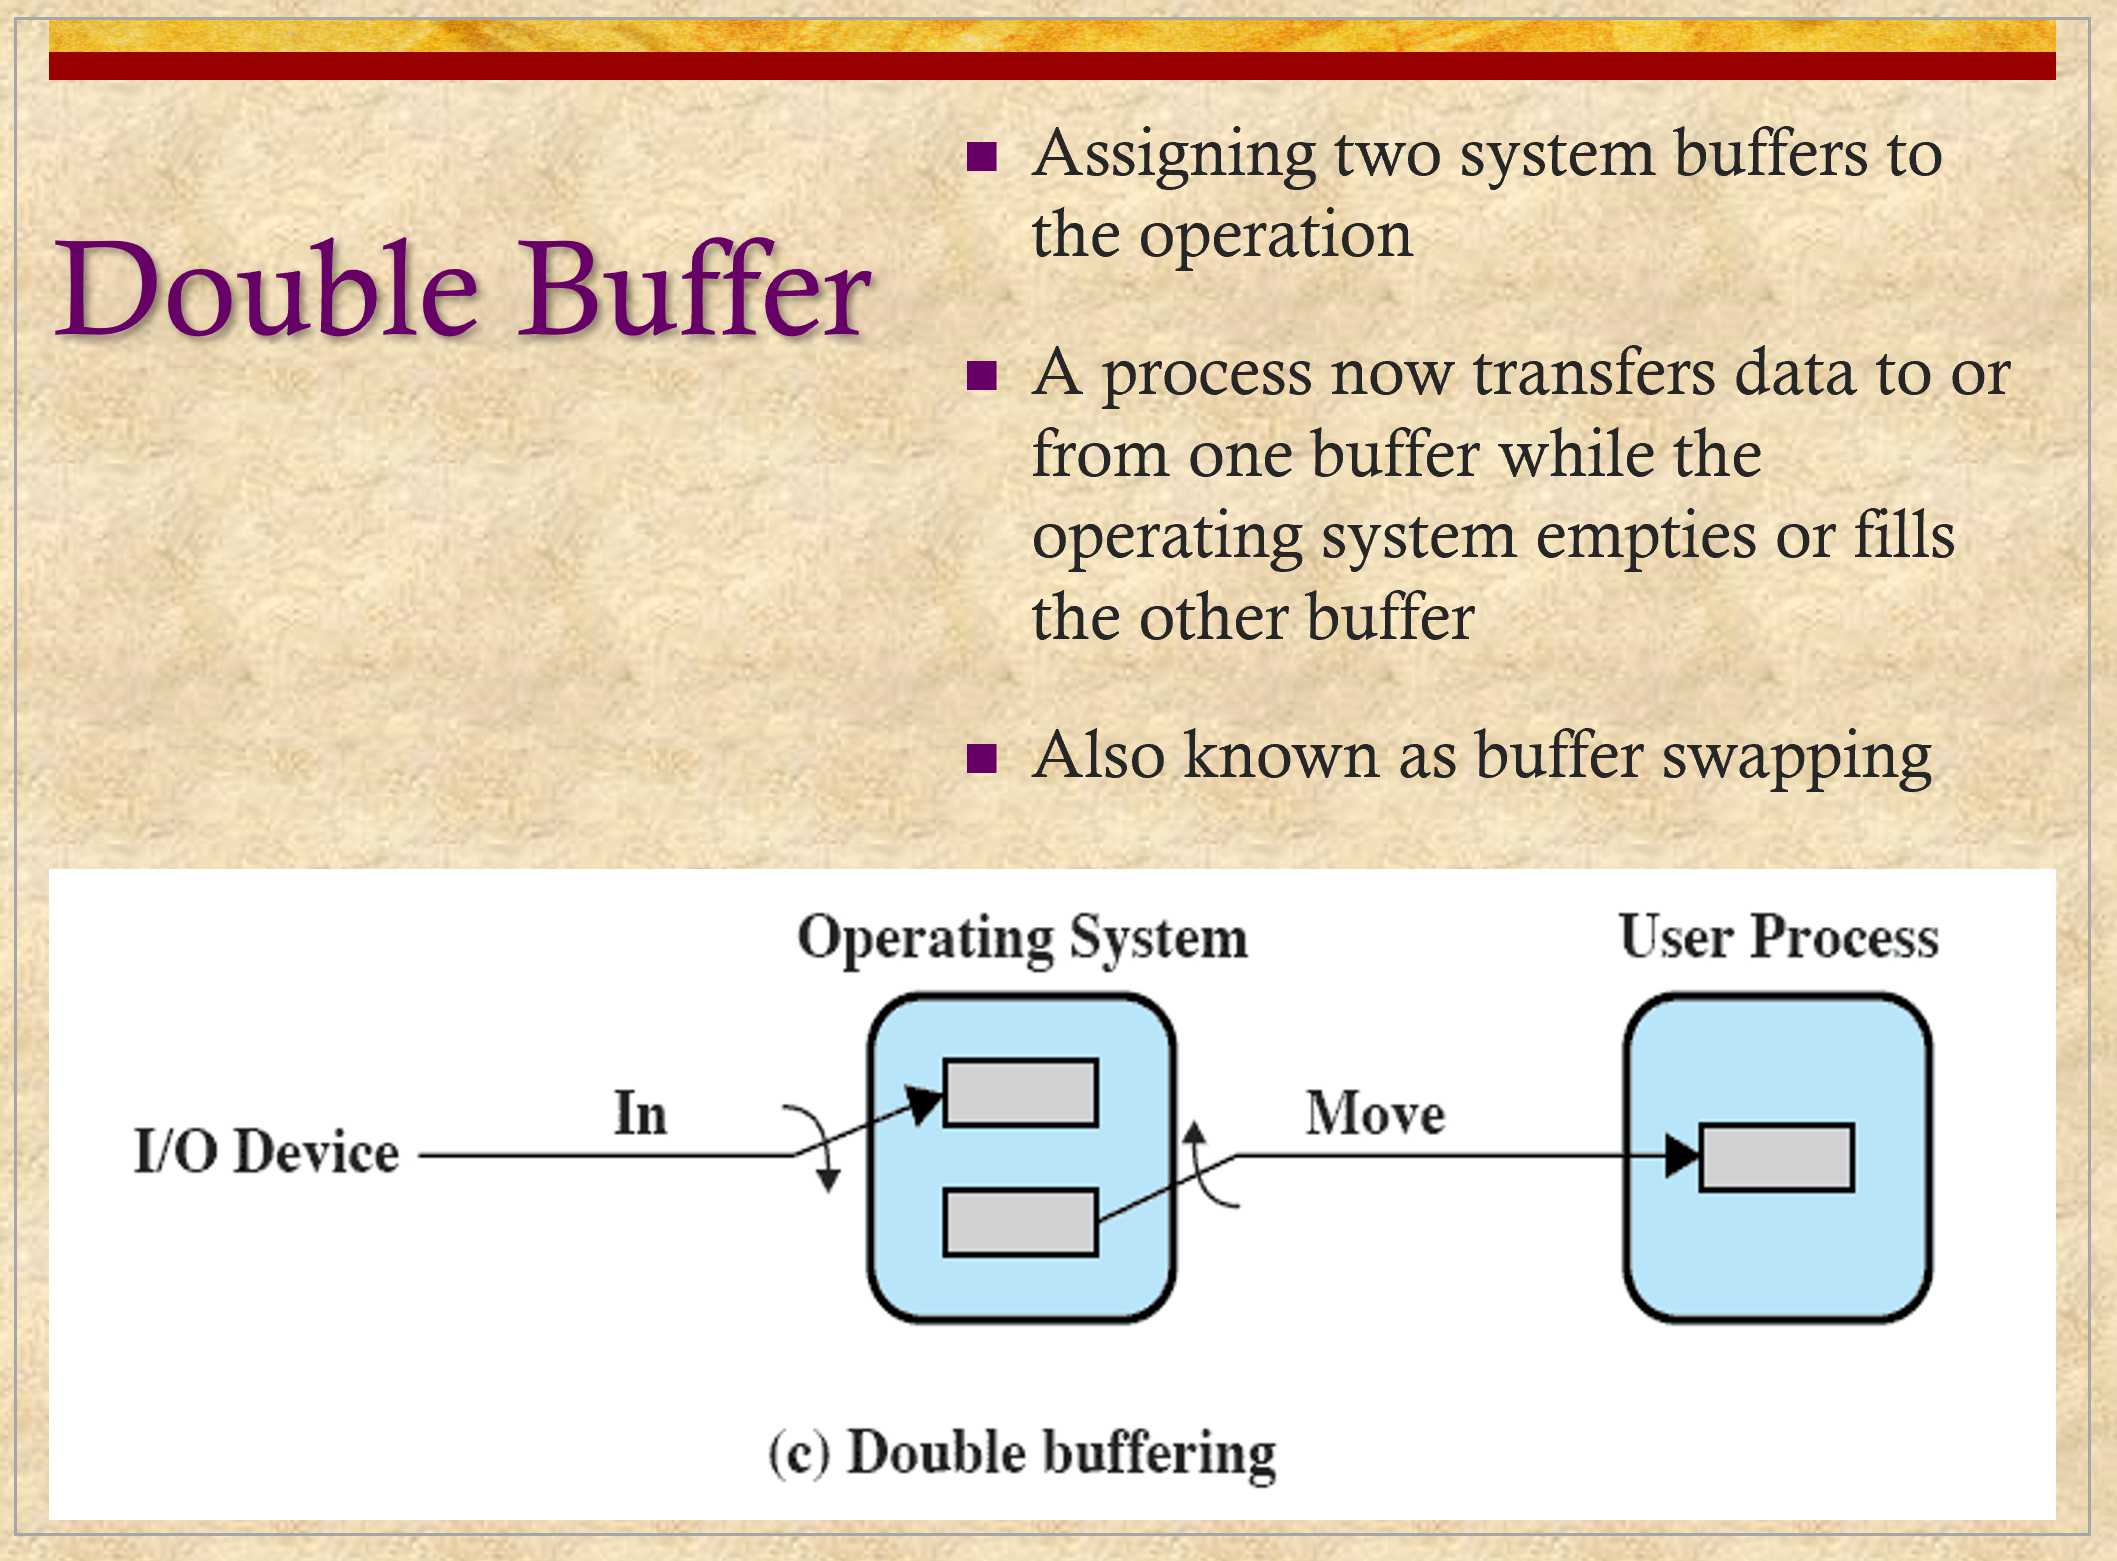 Double Buffer
■ Assigning two system buffers to
the operation
■ A process now transfers data to or
from one buffer while the
operating system empties or fills
the other buffer
■ Also known as buffer swapping
Operating System
User Process
I/O Device
In
Move
(c) Double buffering